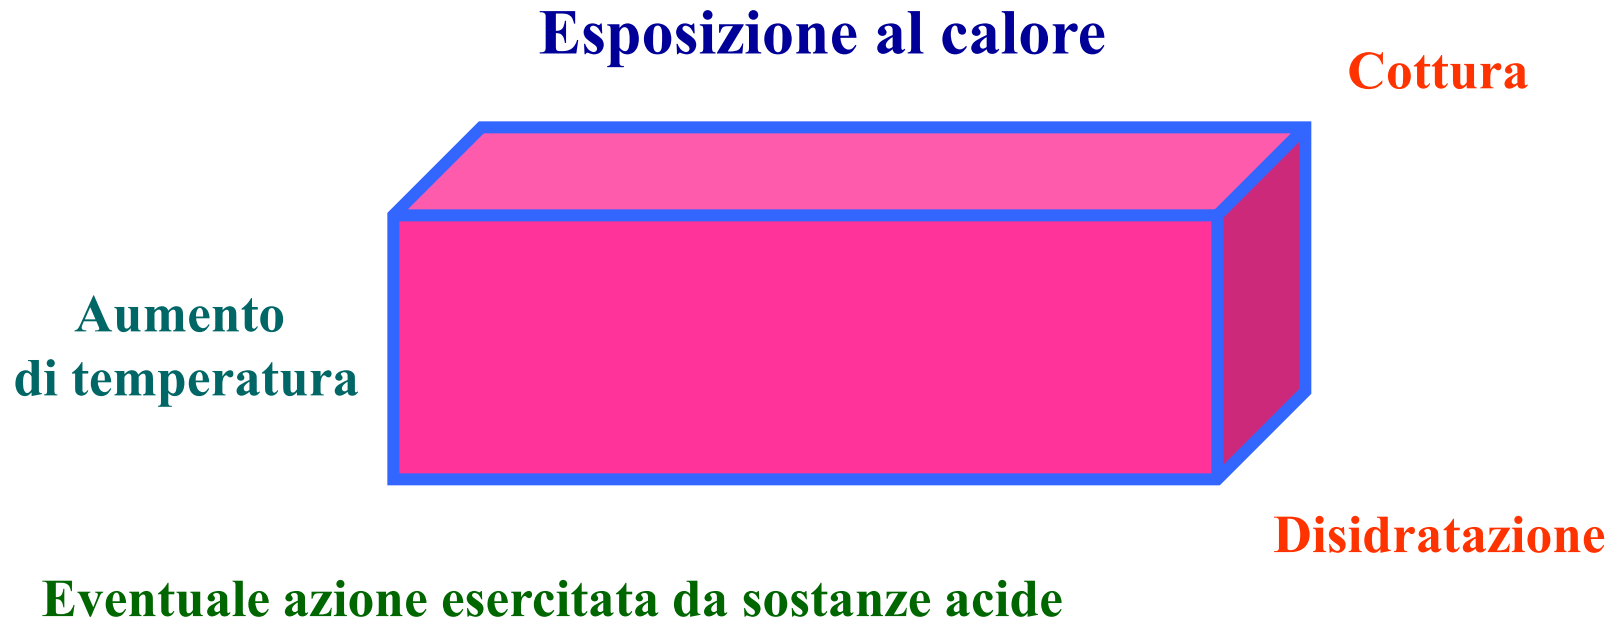 Esposizione al calore
Cottura
Aumento
di temperatura
Disidratazione
Eventuale azione esercitata da sostanze acide